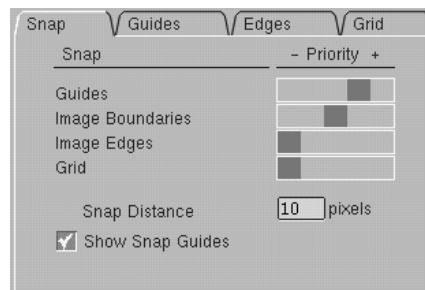 Snap Guides Edges Grid
Snap - Priority +
Guides
Image Boundaries
Image Edges
Grid
Snap Distance 10 pixels
Show Snap Guides